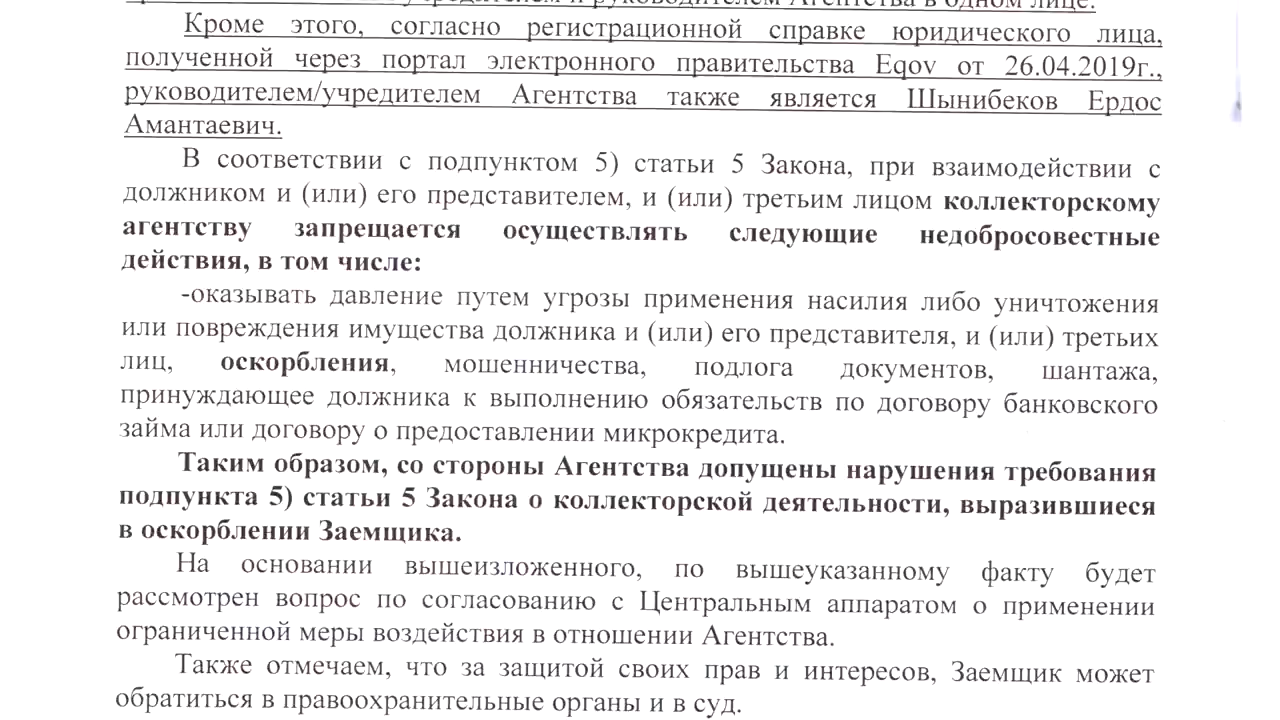 учредителем и руководителем Агентства в одном лице.
Кроме этого, согласно регистрационной справке юридического лица,
полученной через портал электронного правительства Eqov от 26.04.2019г.,
руководителем/учредителем Агентства также является Шынибеков Ердос
Амантаевич.
В соответствии с подпунктом 5) статьи 5 Закона, при взаимодействии с
должником и (или) его представителем, и (или) третьим лицом коллекторскому
агентству запрещается осуществлять следующие недобросовестные
действия, в том числе:
-оказывать давление путем угрозы применения насилия либо уничтожения
или повреждения имущества должника и (или) его представителя, и (или) третьих
лиц, оскорбления, мошенничества, подлога документов, шантажа,
принуждающее должника к выполнению обязательств по договору банковского
займа или договору о предоставлении микрокредита.
Таким образом, со стороны Агентства допущены нарушения требования
подпункта 5) статьи 5 Закона о коллекторской деятельности, выразившиеся
в оскорблении Заемщика.
На основании вышеизложенного, по вышеуказанному факту будет
рассмотрен вопрос по согласованию с Центральным аппаратом о применении
ограниченной меры воздействия в отношении Агентства.
Также отмечаем, что за защитой своих прав и интересов, Заемщик может
обратиться в правоохранительные органы и в суд.